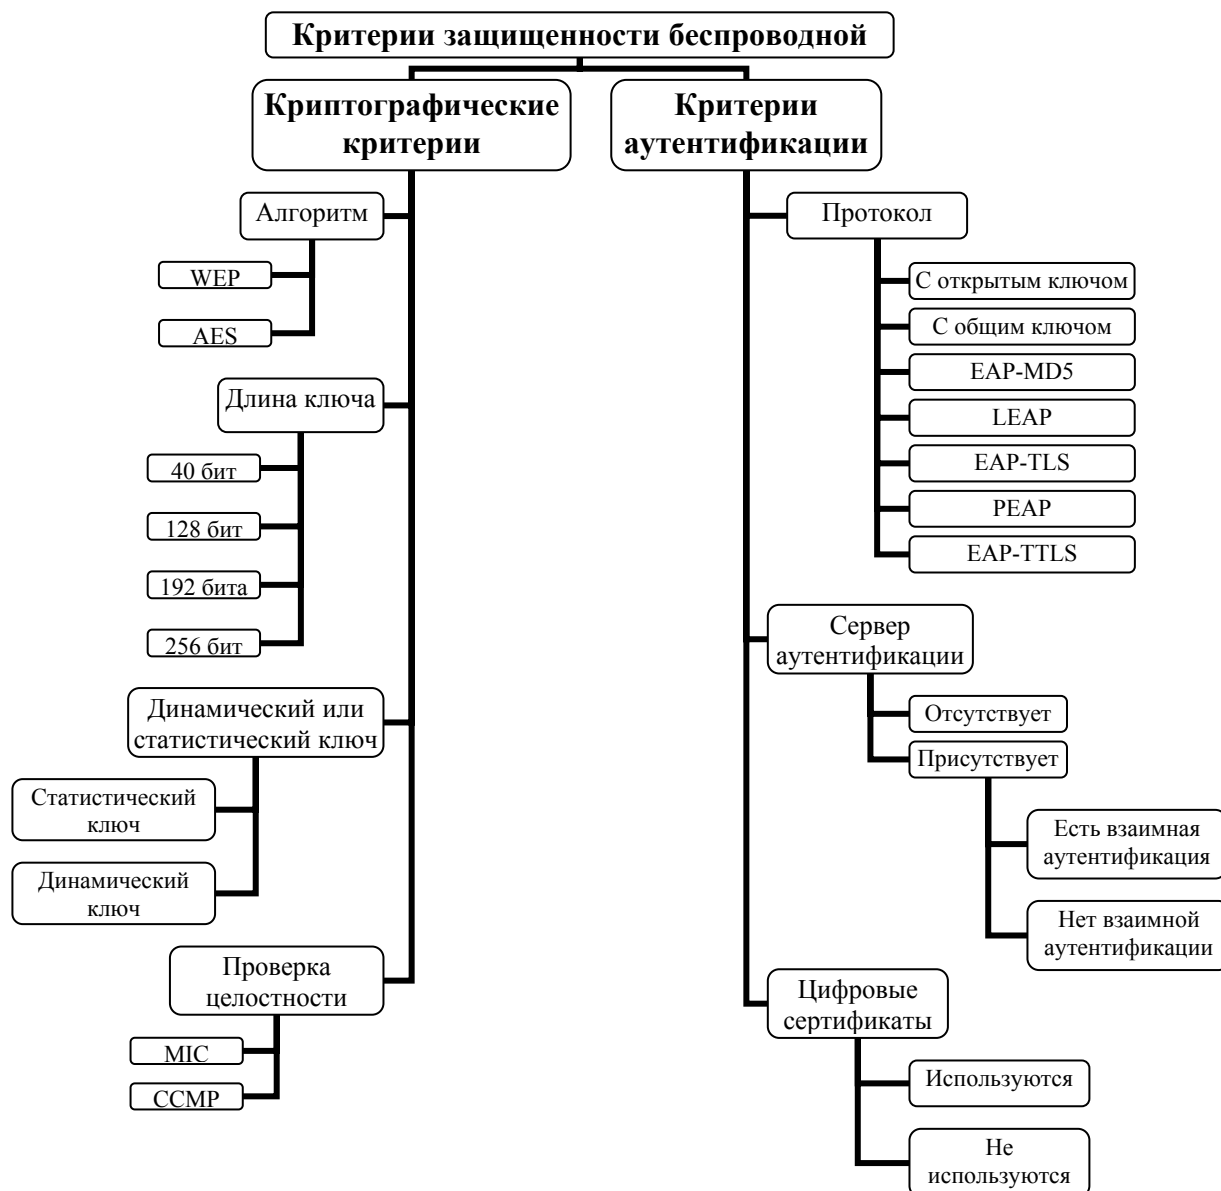 Критерии защищенности беспроводной
Криптографические
критерии
Критерии
аутентификации
Алгоритм
WEP
AES
Длина ключа
40 бит
128 бит
192 бита
256 бит
Динамический или
статистический ключ
Статистический
ключ
Динамический
ключ
Проверка
целостности
MIC
CCMP
Протокол
С открытым ключом
С общим ключом
EAP-MD5
LEAP
EAP-TLS
PEAP
EAP-TTLS
Сервер
аутентификации
Отсутствует
Присутствует
Есть взаимная
аутентификация
Нет взаимной
аутентификации
Цифровые
сертификаты
Используются
Не
используются